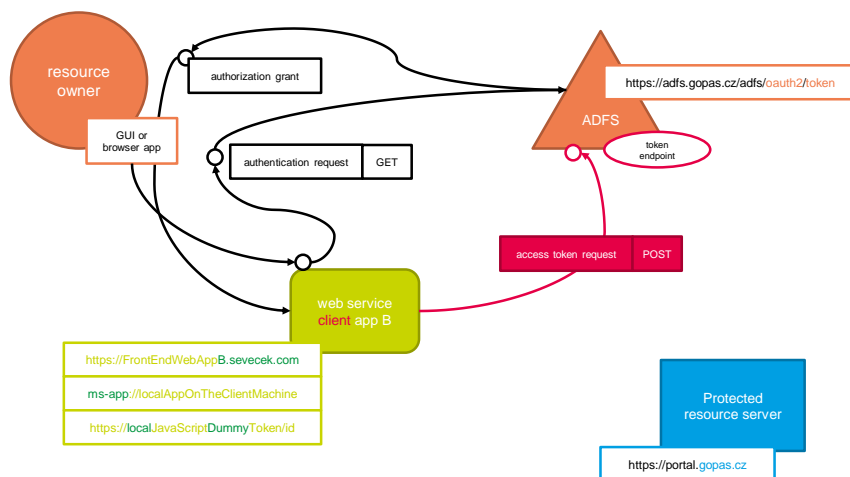 resource
owner
authorization grant
https://adfs.gopas.cz/adfs/oauth2/token
ADFS
GUI or
browser app
token
endpoint
authentication request
GET
access token request
POST
web service
client app B
https://FrontEndWebAppB.sevecek.com
ms-app://localAppOnTheClientMachine
https://localJavaScriptDummyToken/id
Protected
resource server
https://portal.gopas.cz